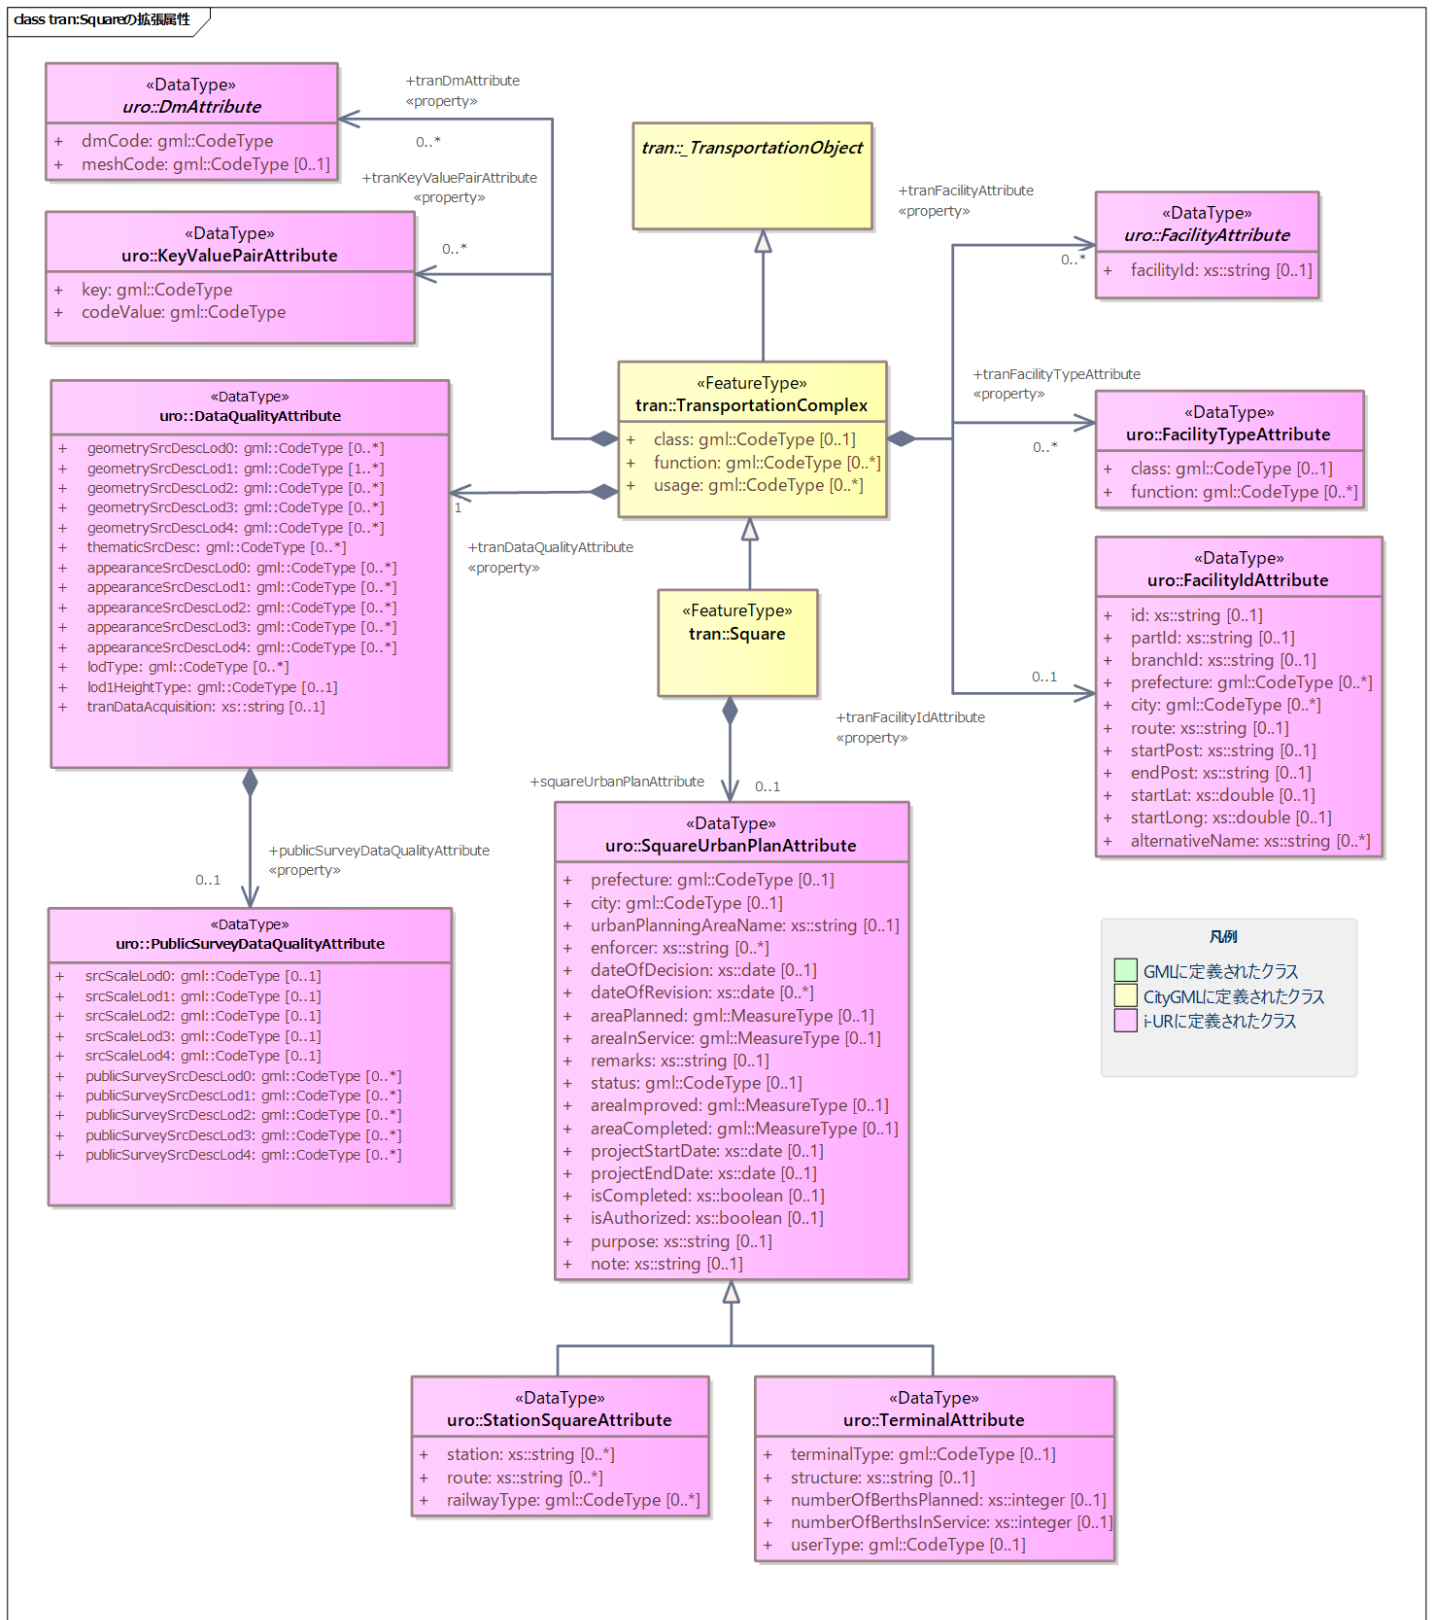 class tran:Squareの拡張属性
«DataType»
uro::DmAttribute
+ dmCode: gml::CodeType
+ meshCode: gml::CodeType [0..1]
+tranDmAttribute
«property»
0..*
+tranKeyValuePairAttribute
«property»
0..*
«DataType»
uro::KeyValuePairAttribute
+ key: gml::CodeType
+ codeValue: gml::CodeType
tran::_TransportationObject
+tranFacilityAttribute
«property»
0..*
«DataType»
uro::FacilityAttribute
+ facilityId: xs::string [0..1]
«FeatureType»
tran::TransportationComplex
+ class: gml::CodeType [0..1]
+ function: gml::CodeType [0..*]
+ usage: gml::CodeType [0..*]
+tranFacilityTypeAttribute
«property»
0..*
«DataType»
uro::FacilityTypeAttribute
+ class: gml::CodeType [0..1]
+ function: gml::CodeType [0..*]
«DataType»
uro::DataQualityAttribute
+ geometrySrcDescLod0: gml::CodeType [0..*]
+ geometrySrcDescLod1: gml::CodeType [1..*]
+ geometrySrcDescLod2: gml::CodeType [0..*]
+ geometrySrcDescLod3: gml::CodeType [0..*]
+ geometrySrcDescLod4: gml::CodeType [0..*]
+ thematicSrcDesc: gml::CodeType [0..*]
+ appearanceSrcDescLod0: gml::CodeType [0..*]
+ appearanceSrcDescLod1: gml::CodeType [0..*]
+ appearanceSrcDescLod2: gml::CodeType [0..*]
+ appearanceSrcDescLod3: gml::CodeType [0..*]
+ appearanceSrcDescLod4: gml::CodeType [0..*]
+ lodType: gml::CodeType [0..*]
+ lod1HeightType: gml::CodeType [0..1]
+ tranDataAcquisition: xs::string [0..1]
1
+tranDataQualityAttribute
«property»
«FeatureType»
tran::Square
«DataType»
uro::FacilityIdAttribute
+ id: xs::string [0..1]
+ partId: xs::string [0..1]
+ branchId: xs::string [0..1]
+ prefecture: gml::CodeType [0..*]
+ city: gml::CodeType [0..*]
+ route: xs::string [0..1]
+ startPost: xs::string [0..1]
+ endPost: xs::string [0..1]
+ startLat: xs::double [0..1]
+ startLong: xs::double [0..1]
+ alternativeName: xs::string [0..*]
0..1
+tranFacilityIdAttribute
«property»
+squareUrbanPlanAttribute
0..1
«DataType»
uro::SquareUrbanPlanAttribute
+ prefecture: gml::CodeType [0..1]
+ city: gml::CodeType [0..1]
+ urbanPlanningAreaName: xs::string [0..1]
+ enforcer: xs::string [0..*]
+ dateOfDecision: xs::date [0..1]
+ dateOfRevision: xs::date [0..*]
+ areaPlanned: gml::MeasureType [0..1]
+ areaInService: gml::MeasureType [0..1]
+ remarks: xs::string [0..1]
+ status: gml::CodeType [0..1]
+ areaImproved: gml::MeasureType [0..1]
+ areaCompleted: gml::MeasureType [0..1]
+ projectStartDate: xs::date [0..1]
+ projectEndDate: xs::date [0..1]
+ isCompleted: xs::boolean [0..1]
+ isAuthorized: xs::boolean [0..1]
+ purpose: xs::string [0..1]
+ note: xs::string [0..1]
+publicSurveyDataQualityAttribute
«property»
0..1
«DataType»
uro::PublicSurveyDataQualityAttribute
+ srcScaleLod0: gml::CodeType [0..1]
+ srcScaleLod1: gml::CodeType [0..1]
+ srcScaleLod2: gml::CodeType [0..1]
+ srcScaleLod3: gml::CodeType [0..1]
+ srcScaleLod4: gml::CodeType [0..1]
+ publicSurveySrcDescLod0: gml::CodeType [0..*]
+ publicSurveySrcDescLod1: gml::CodeType [0..*]
+ publicSurveySrcDescLod2: gml::CodeType [0..*]
+ publicSurveySrcDescLod3: gml::CodeType [0..*]
+ publicSurveySrcDescLod4: gml::CodeType [0..*]
凡例
GMLに定義されたクラス
CityGMLに定義されたクラス
i-URに定義されたクラス
«DataType»
uro::StationSquareAttribute
+ station: xs::string [0..*]
+ route: xs::string [0..*]
+ railwayType: gml::CodeType [0..*]
«DataType»
uro::TerminalAttribute
+ terminalType: gml::CodeType [0..1]
+ structure: xs::string [0..1]
+ numberOfBerthsPlanned: xs::integer [0..1]
+ numberOfBerthsInService: xs::integer [0..1]
+ userType: gml::CodeType [0..1]